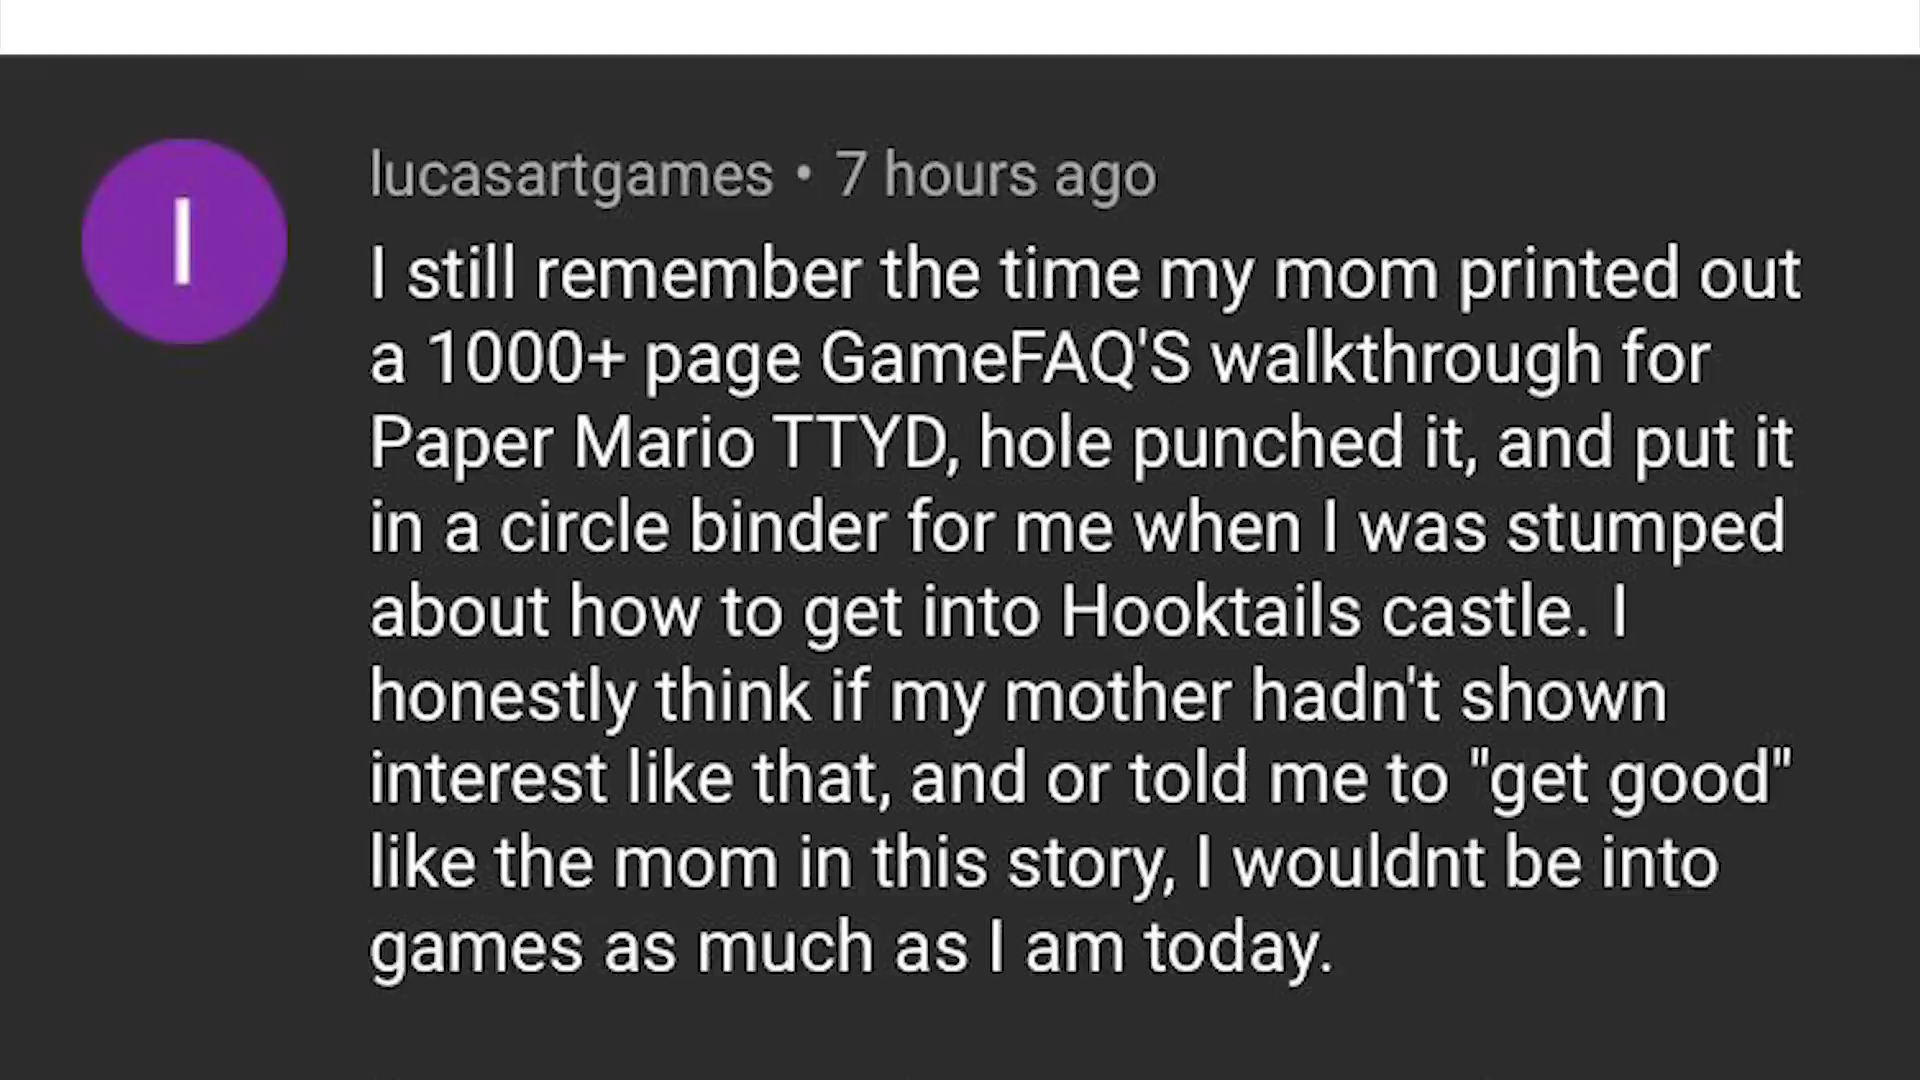 l
lucasartgames • 7 hours ago
I still remember the time my mom printed out
a 1000+ page GameFAQ'S walkthrough for
Paper Mario TTYD, hole punched it, and put it
in a circle binder for me when I was stumped
about how to get into Hooktails castle. I
honestly think if my mother hadn't shown
interest like that, and or told me to "get good"
like the mom in this story, I wouldnt be into
games as much as I am today.